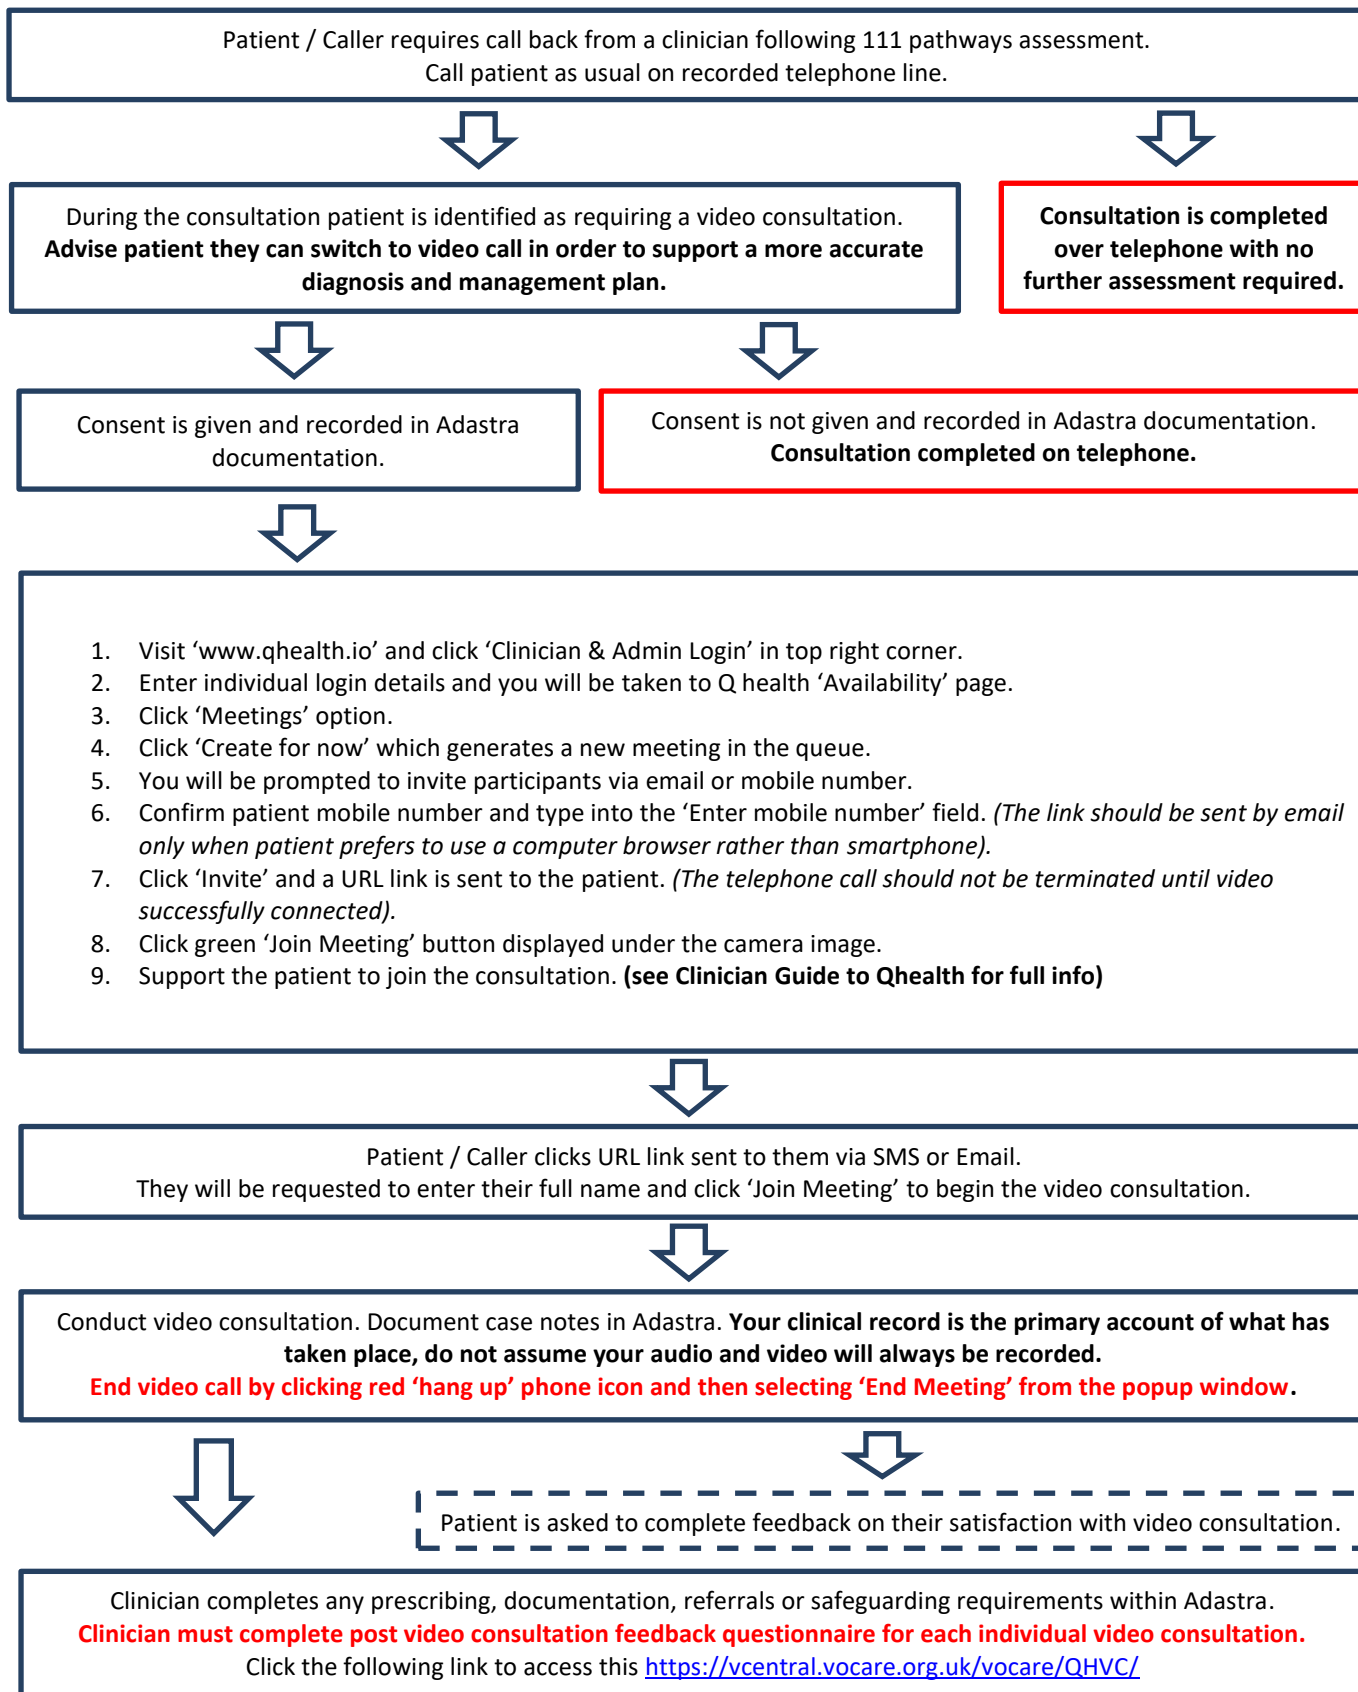 Patient / Caller requires call back from a clinician following 111 pathways assessment.
Call patient as usual on recorded telephone line.
During the consultation patient is identified as requiring a video consultation.
Advise patient they can switch to video call in order to support a more accurate
diagnosis and management plan.
Consultation is completed
over telephone with no
further assessment required.
Consent is given and recorded in Adastra
documentation.
Consent is not given and recorded in Adastra documentation.
Consultation completed on telephone.
1. Visit ‘www.qhealth.io’ and click ‘Clinician & Admin Login’ in top right corner.
2. Enter individual login details and you will be taken to Q health ‘Availability’ page.
3. Click ‘Meetings’ option.
4. Click ‘Create for now’ which generates a new meeting in the queue.
5. You will be prompted to invite participants via email or mobile number.
6. Confirm patient mobile number and type into the ‘Enter mobile number’ field. (The link should be sent by email
only when patient prefers to use a computer browser rather than smartphone).
7. Click ‘Invite’ and a URL link is sent to the patient. (The telephone call should not be terminated until video
successfully connected).
8. Click green ‘Join Meeting’ button displayed under the camera image.
9. Support the patient to join the consultation. (see Clinician Guide to Qhealth for full info)
Patient / Caller clicks URL link sent to them via SMS or Email.
They will be requested to enter their full name and click ‘Join Meeting’ to begin the video consultation.
Conduct video consultation. Document case notes in Adastra. Your clinical record is the primary account of what has
taken place, do not assume your audio and video will always be recorded.
End video call by clicking red ‘hang up’ phone icon and then selecting ‘End Meeting’ from the popup window.
Patient is asked to complete feedback on their satisfaction with video consultation.
Clinician completes any prescribing, documentation, referrals or safeguarding requirements within Adastra.
Clinician must complete post video consultation feedback questionnaire for each individual video consultation.
Click the following link to access this https://vcentral.vocare.org.uk/vocare/QHVC/